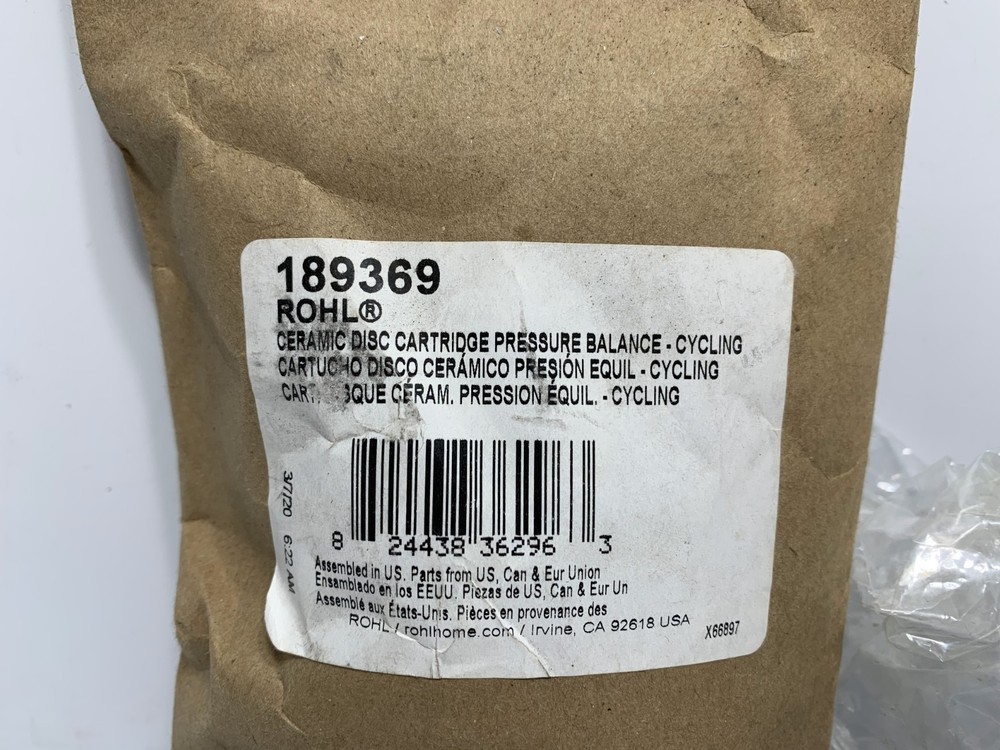 189369
ROHL®
CERAMIC DISC CARTRIDGE PRESSURE BALANCE - CYCLING
CARTUCHO DISCO CERÁMICO PRESIÓN EQUIL - CYCLING
CÉRAM. PRESSION ÉQUIL. - CYCLING
3/7/20 6:22 AM
8 24438 36296 3
Assembled in US. Parts from US, Can & Eur Union
Ensamblado en los EEUU. Piezas de US, Can & Eur Un
Assemblé aux États-Unis. Pièces en provenance des
ROHL / rohlhome.com / Irvine, CA 92618 USA
X66897